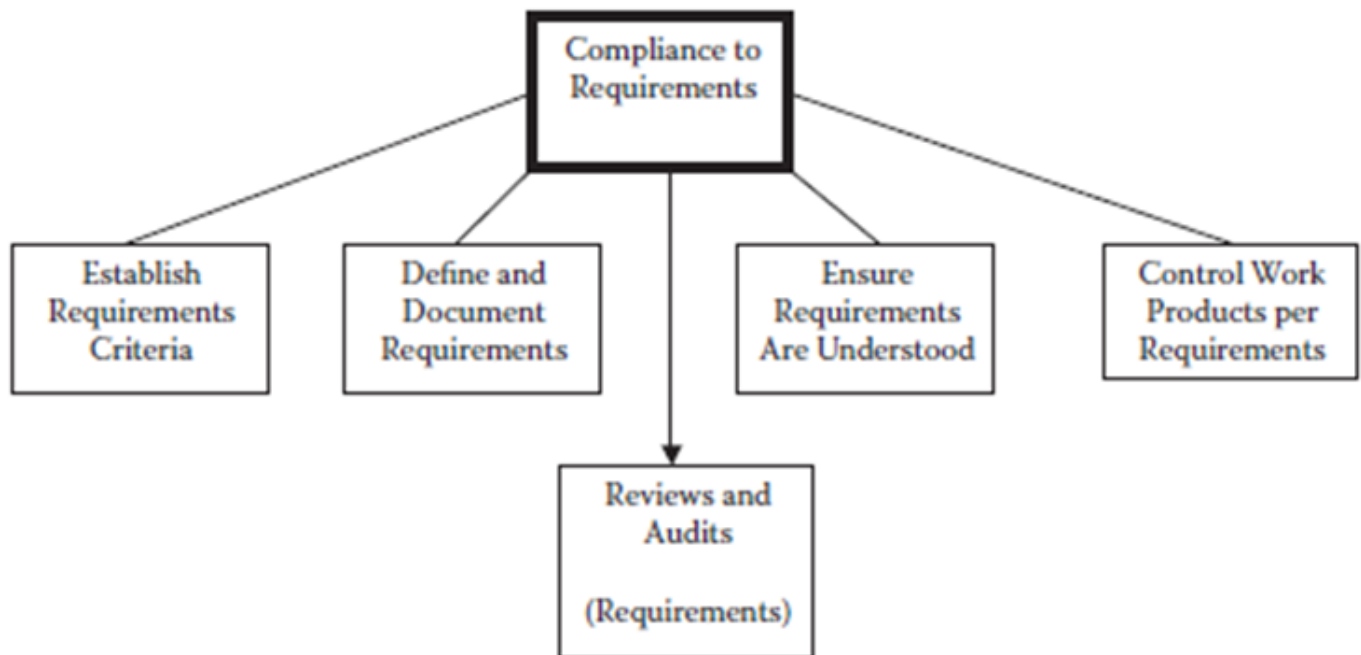 Compliance to
Requirements
Establish
Requirements
Criteria
Define and
Document
Requirements
Ensure
Requirements
Are Understood
Control Work
Products per
Requirements
Reviews and
Audits
(Requirements)